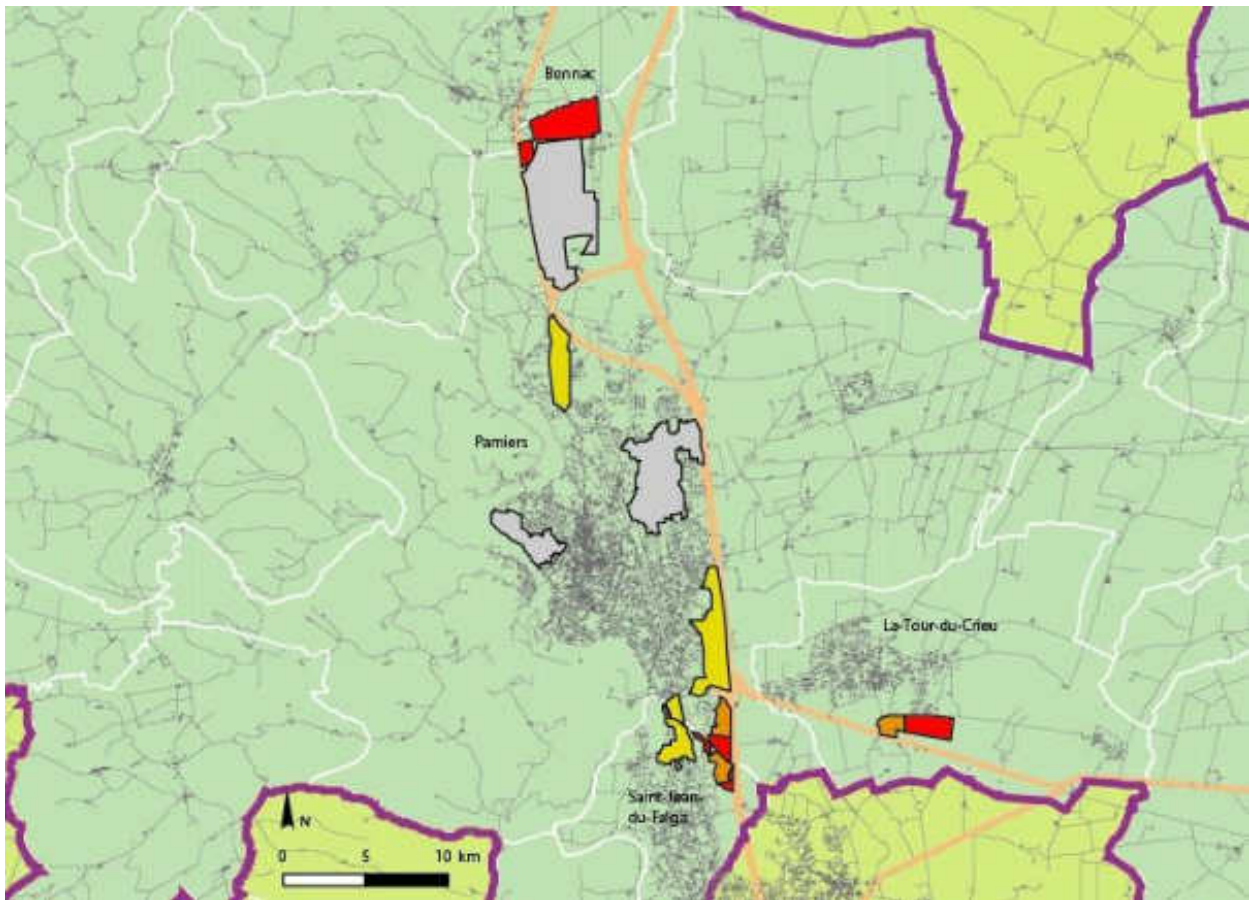 Bonnac
Pamiers
La-Tour-du-Crieu
Saint-Jean-
du-Falga
N
0 5 10 km